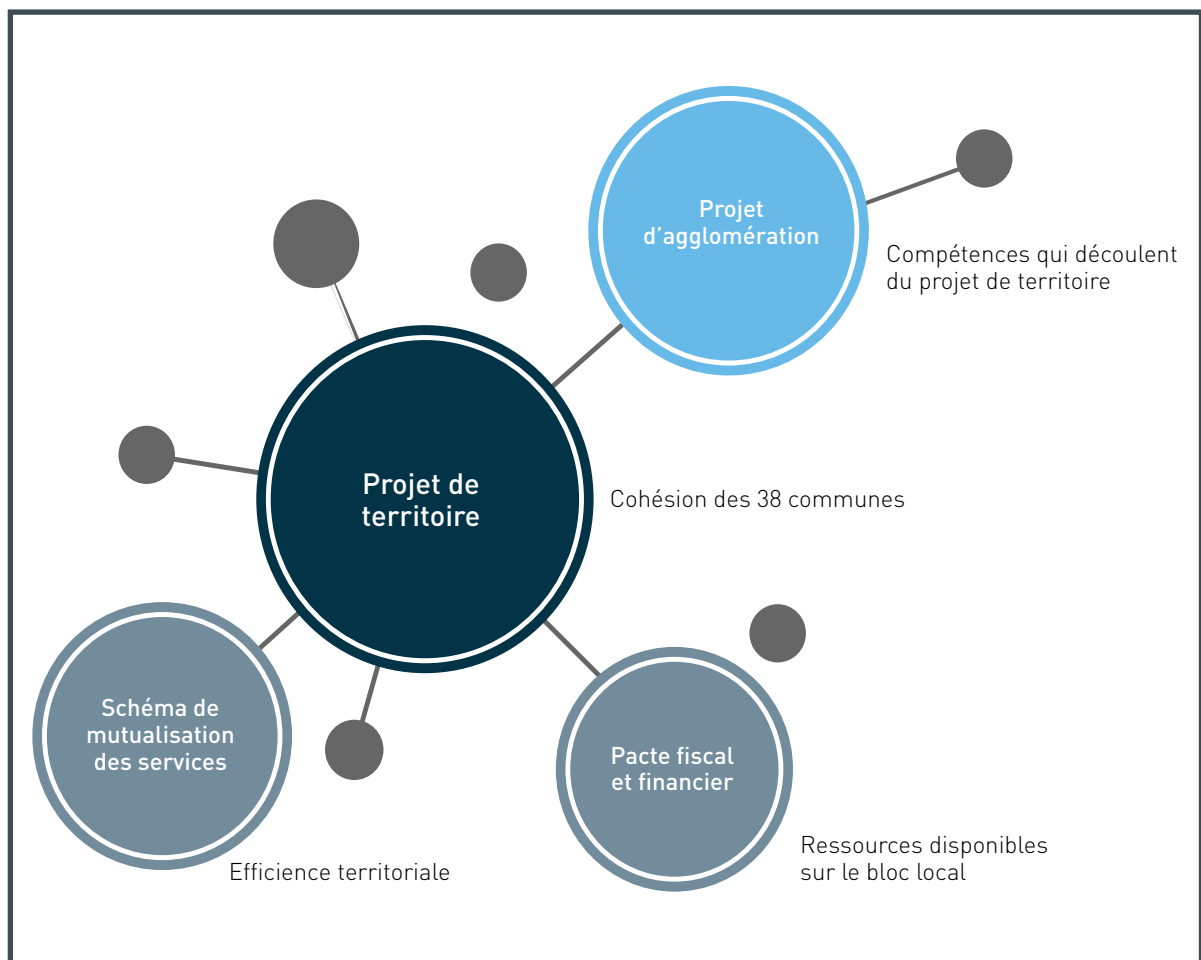 Projet
d’agglomération
Compétences qui découlent
du projet de territoire
Projet de
territoire
Cohésion des 38 communes
Schéma de
mutualisation
des services
Efficience territoriale
Pacte fiscal
et financier
Ressources disponibles
sur le bloc local